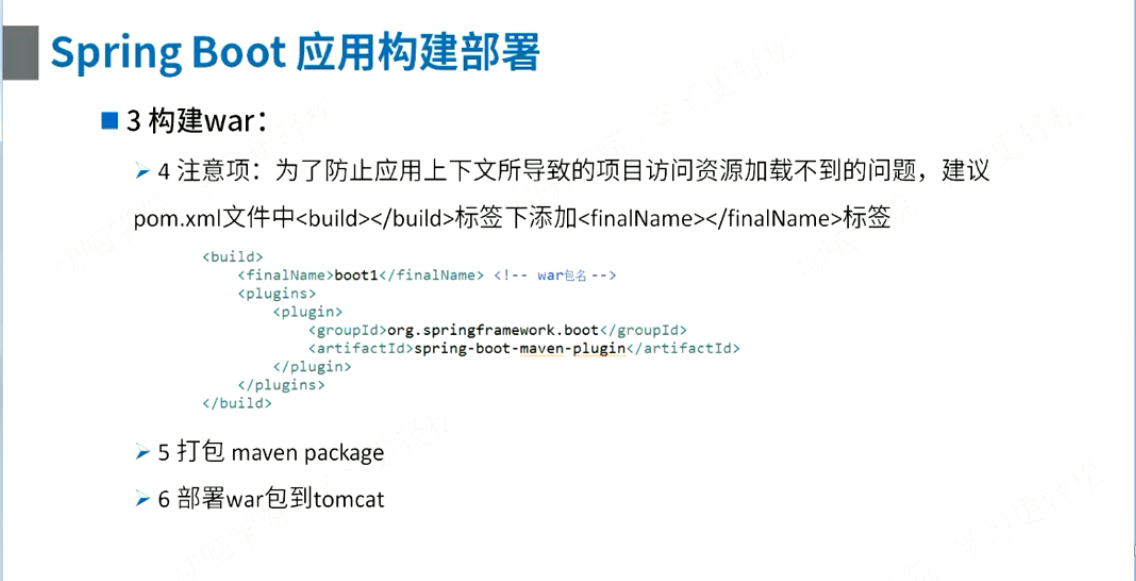 Spring Boot 应用构建部署
3 构建war：
4 注意项：为了防止应用上下文所导致的项目访问资源加载不到的问题，建议
pom.xml文件中<build></build>标签下添加<finalName></finalName>标签
<build>
<finalName>boot1</finalName> <!-- war包名 -->
<plugins>
<plugin>
<groupId>org.springframework.boot</groupId>
<artifactId>spring-boot-maven-plugin</artifactId>
</plugin>
</plugins>
</build>
5 打包 maven package
6 部署war包到tomcat